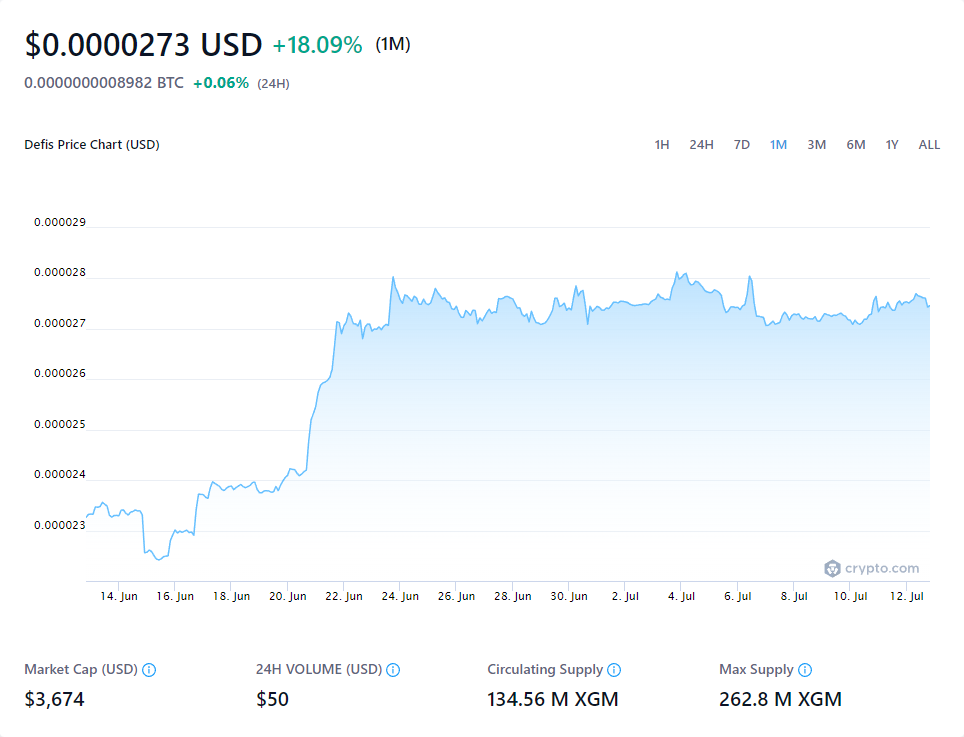 $0.0000273 USD +18.09% (1M)
0.0000000008982 BTC +0.06% (24H)
Defis Price Chart (USD) 1H 24H 7D 1M 3M 6M 1Y ALL
0.000029
0.000028
0.000027
0.000026
0.000025
0.000024
0.000023
crypto.com
14. Jun 16. Jun 18. Jun 20. Jun 22. Jun 24. Jun 26. Jun 28. Jun 30. Jun 2. Jul 4. Jul 6. Jul 8. Jul 10. Jul 12. Jul
Market Cap (USD) 24H VOLUME (USD) Circulating Supply Max Supply
$3,674 $50 134.56 M XGM 262.8 M XGM